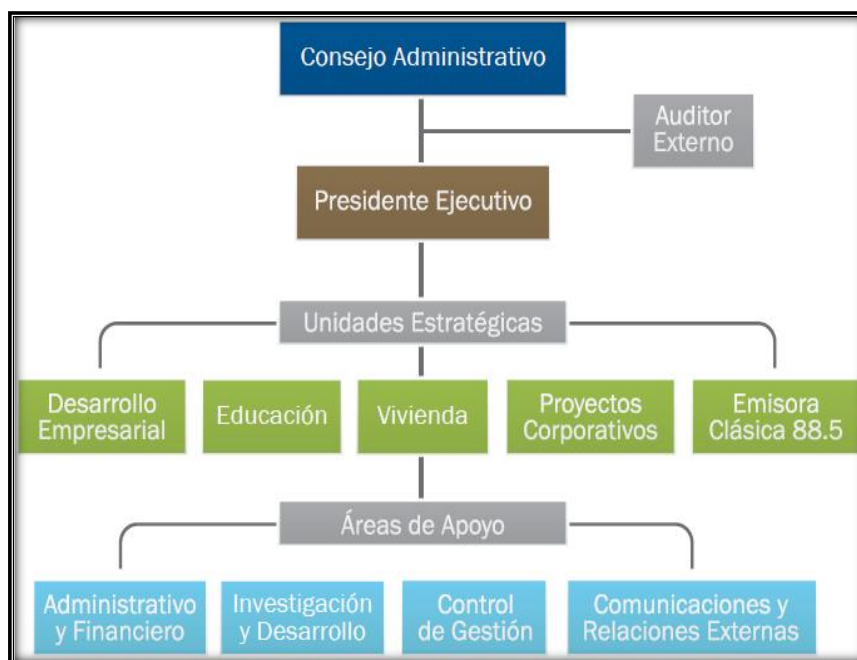 Consejo Administrativo
Auditor
Externo
Presidente Ejecutivo
Unidades Estratégicas
Desarrollo
Empresarial
Educación
Vivienda
Proyectos
Corporativos
Emisora
Clásica 88.5
Áreas de Apoyo
Administrativo
y Financiero
Investigación
y Desarrollo
Control
de Gestión
Comunicaciones y
Relaciones Externas